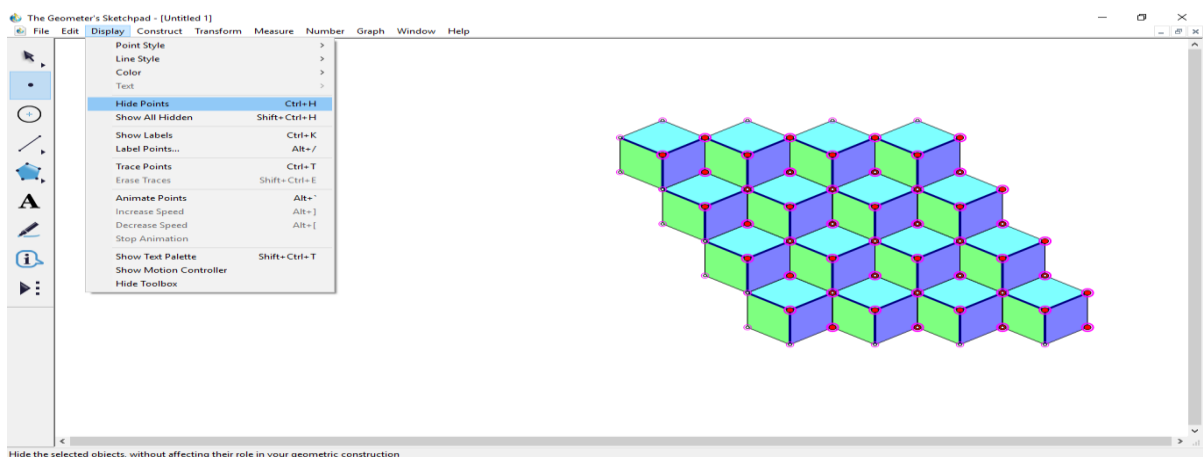 The Geometer's Sketchpad - [Untitled 1]
File Edit Display Construct Transform Measure Number Graph Window Help
Point Style
Line Style
Color
Text
Hide Points Ctrl+H
Show All Hidden Shift+Ctrl+H
Show Labels Ctrl+K
Label Points... Alt+/
Trace Points Ctrl+T
Erase Traces Shift+Ctrl+E
Animate Points Alt+`
Increase Speed Alt+]
Decrease Speed Alt+[
Stop Animation
Show Text Palette Shift+Ctrl+T
Show Motion Controller
Hide Toolbox
A
Hide the selected objects, without affecting their role in your geometric construction